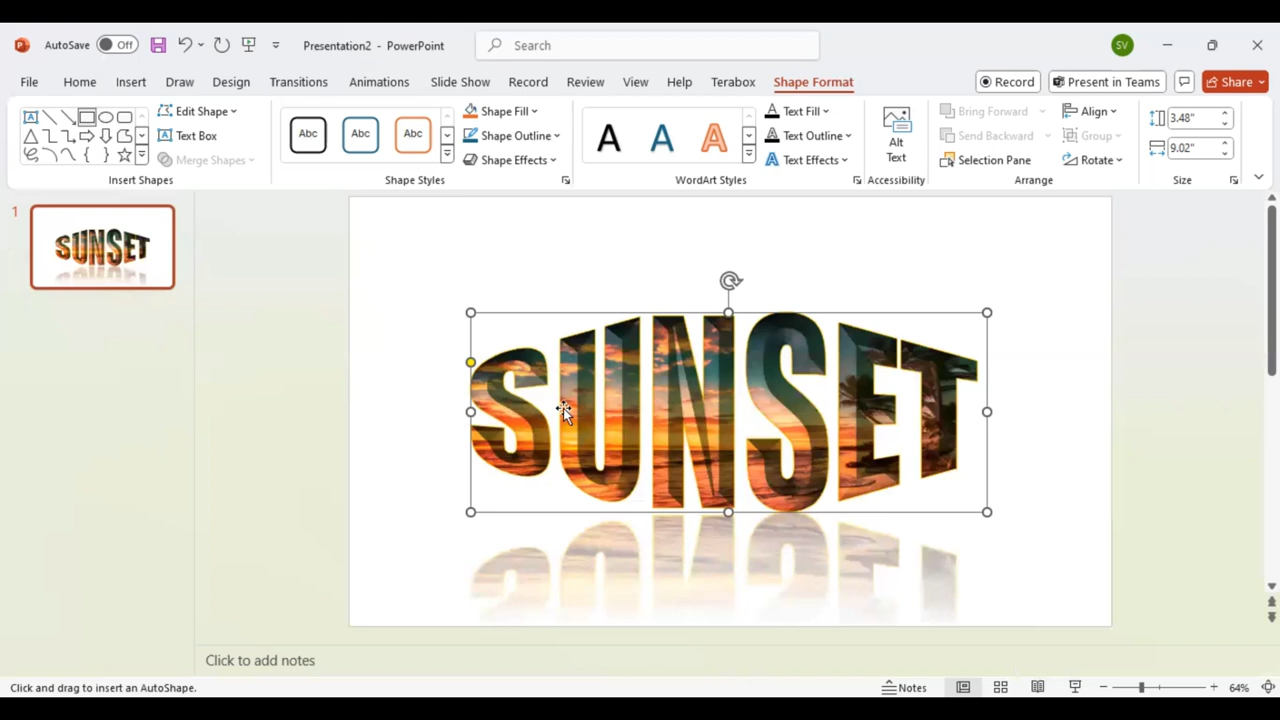 AutoSave Off Presentation2 - PowerPoint Search SV
File Home Insert Draw Design Transitions Animations Slide Show Record Review View Help Terabox Shape Format Record Present in Teams Share
Edit Shape
Text Box
Merge Shapes
Insert Shapes
Abc Abc Abc
Shape Fill
Shape Outline
Shape Effects
Shape Styles
A A A
Text Fill
Text Outline
Text Effects
WordArt Styles
Alt
Text
Accessibility
Bring Forward
Send Backward
Selection Pane
Align
Group
Rotate
Arrange
3.48"
9.02"
Size
1
SUNSET
SUNSET
Click to add notes
Click and drag to insert an AutoShape. Notes 64%